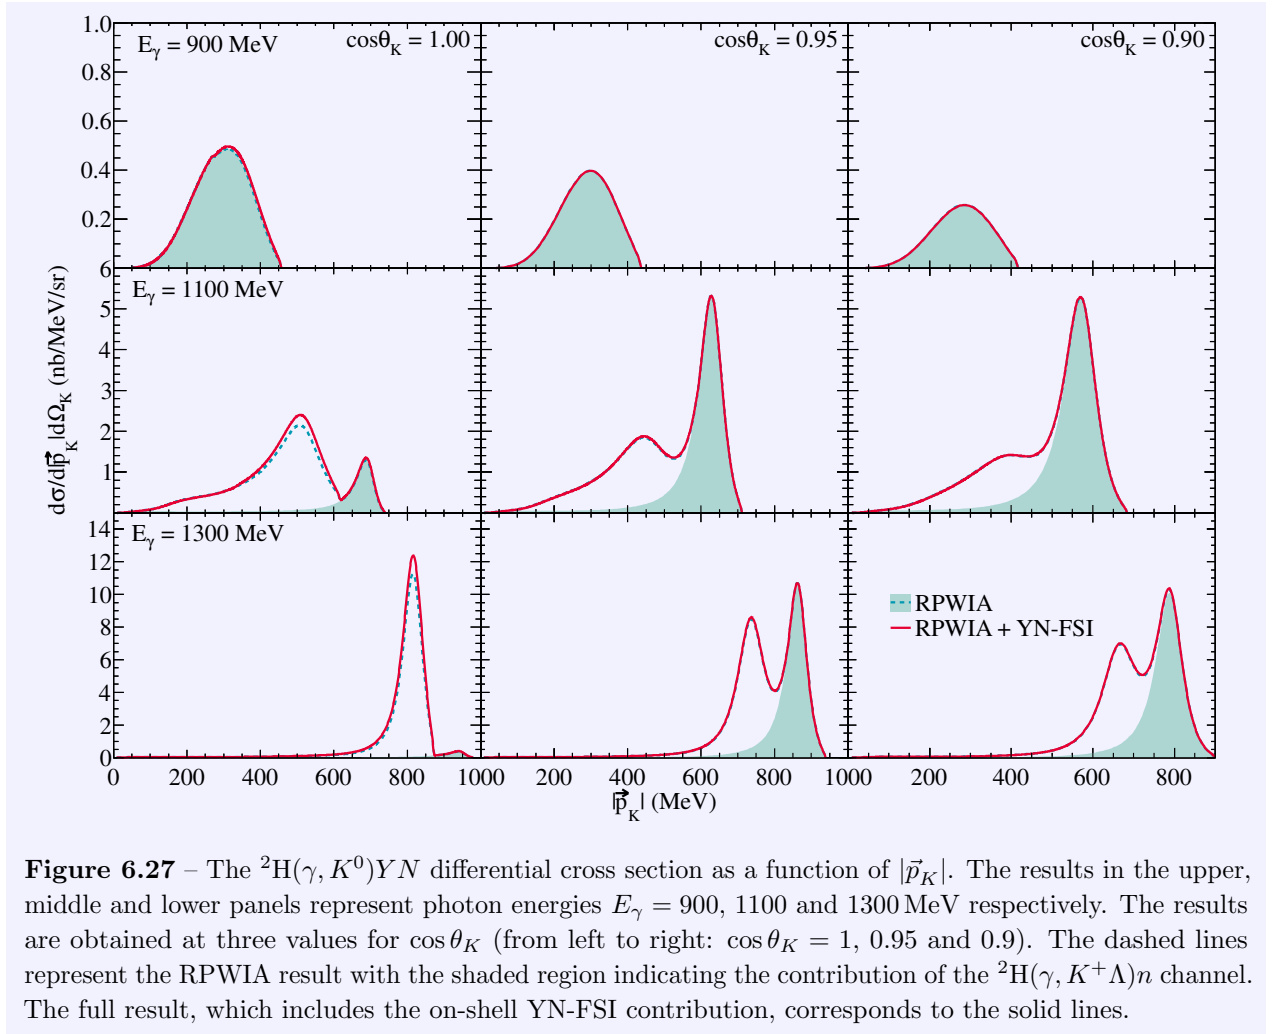 E_γ = 900 MeV
cosθ_K = 1.00
cosθ_K = 0.95
cosθ_K = 0.90
1.0
0.8
0.6
0.4
0.2
E_γ = 1100 MeV
6
5
4
3
2
1
dσ/d|p⃗_K|dΩ_K (nb/MeV/sr)
E_γ = 1300 MeV
14
12
10
8
6
4
2
0
RPWIA
RPWIA + YN-FSI
0 200 400 600 800 1000 200 400 600 800 1000 200 400 600 800
|p⃗_K| (MeV)
Figure 6.27 – The ²H(γ, K⁰)YN differential cross section as a function of |p⃗_K|. The results in the upper,
middle and lower panels represent photon energies E_γ = 900, 1100 and 1300 MeV respectively. The results
are obtained at three values for cos θ_K (from left to right: cos θ_K = 1, 0.95 and 0.9). The dashed lines
represent the RPWIA result with the shaded region indicating the contribution of the ²H(γ, K⁺Λ)n channel.
The full result, which includes the on-shell YN-FSI contribution, corresponds to the solid lines.